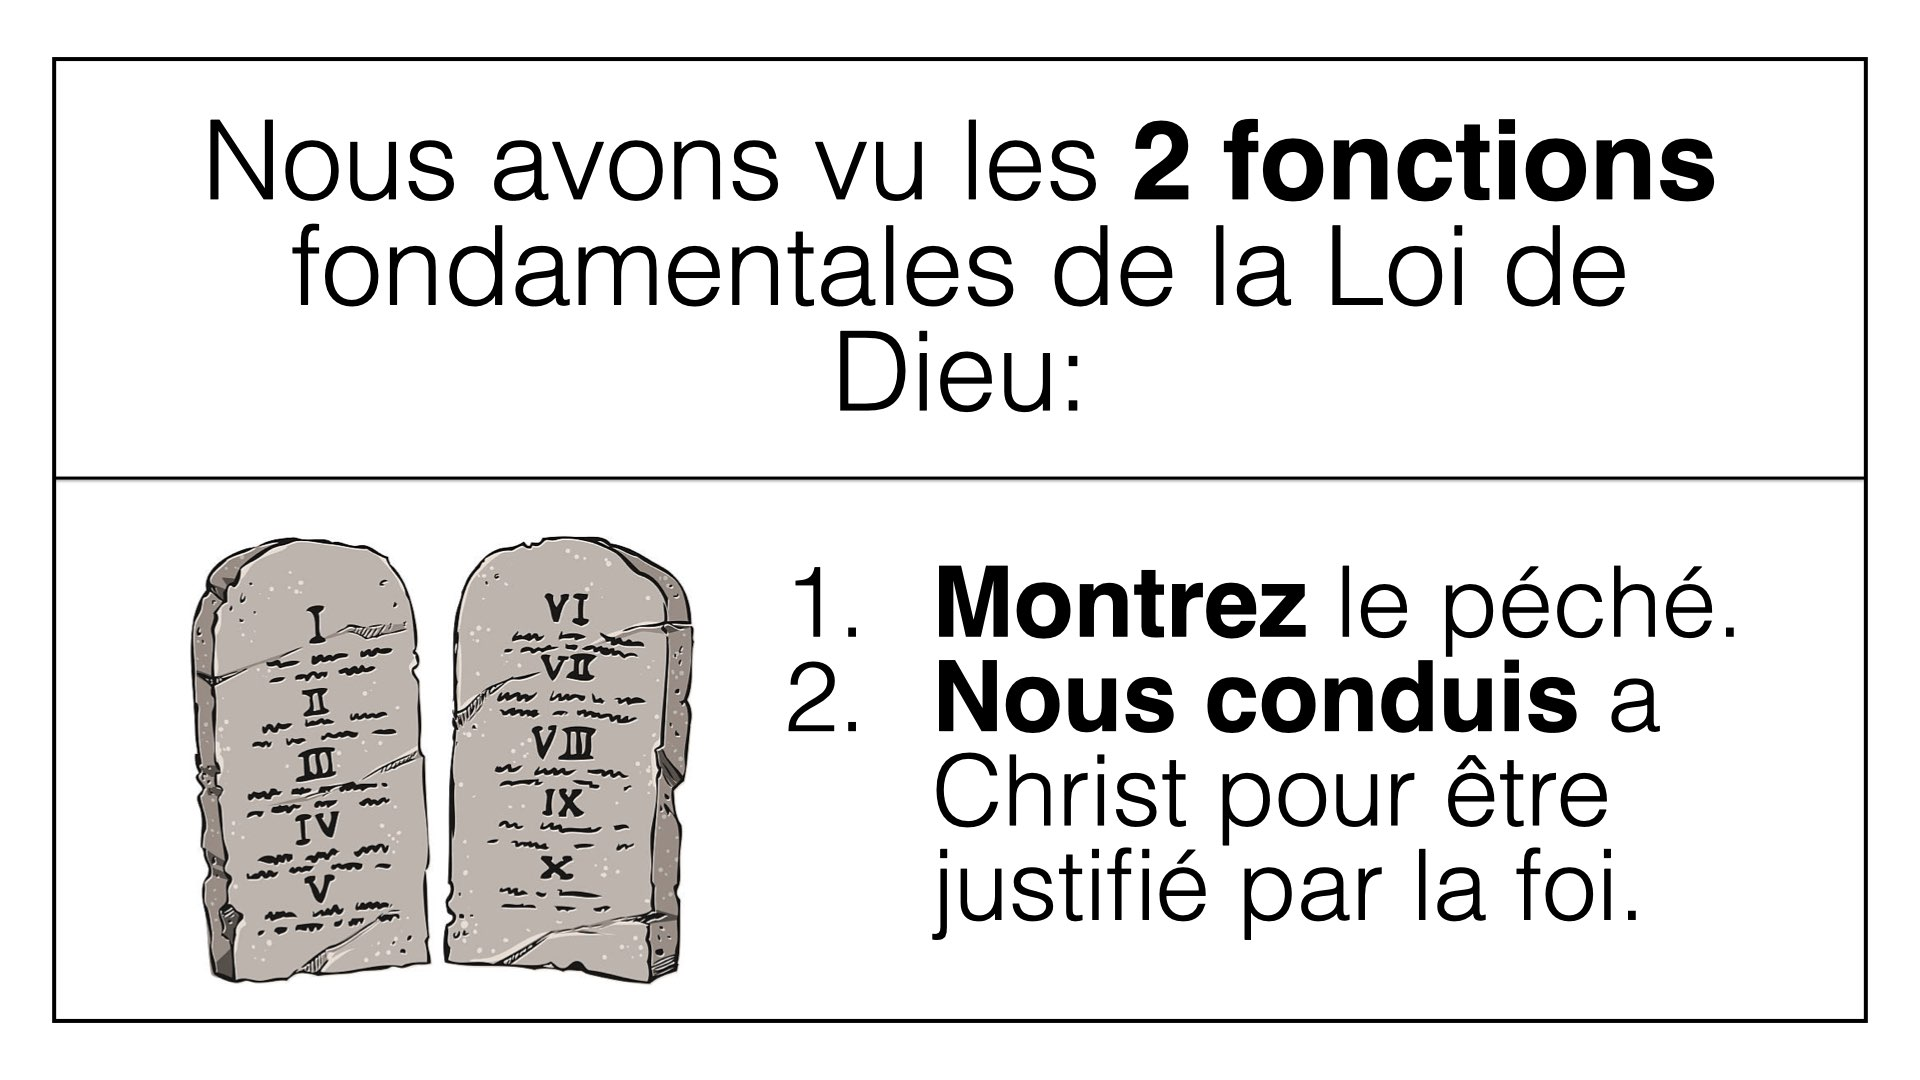 Nous avons vu les 2 fonctions
fondamentales de la Loi de
Dieu:
I
II
III
IV
V
VI
VII
VIII
IX
X
1. Montrez le péché.
2. Nous conduis a
Christ pour être
justifié par la foi.